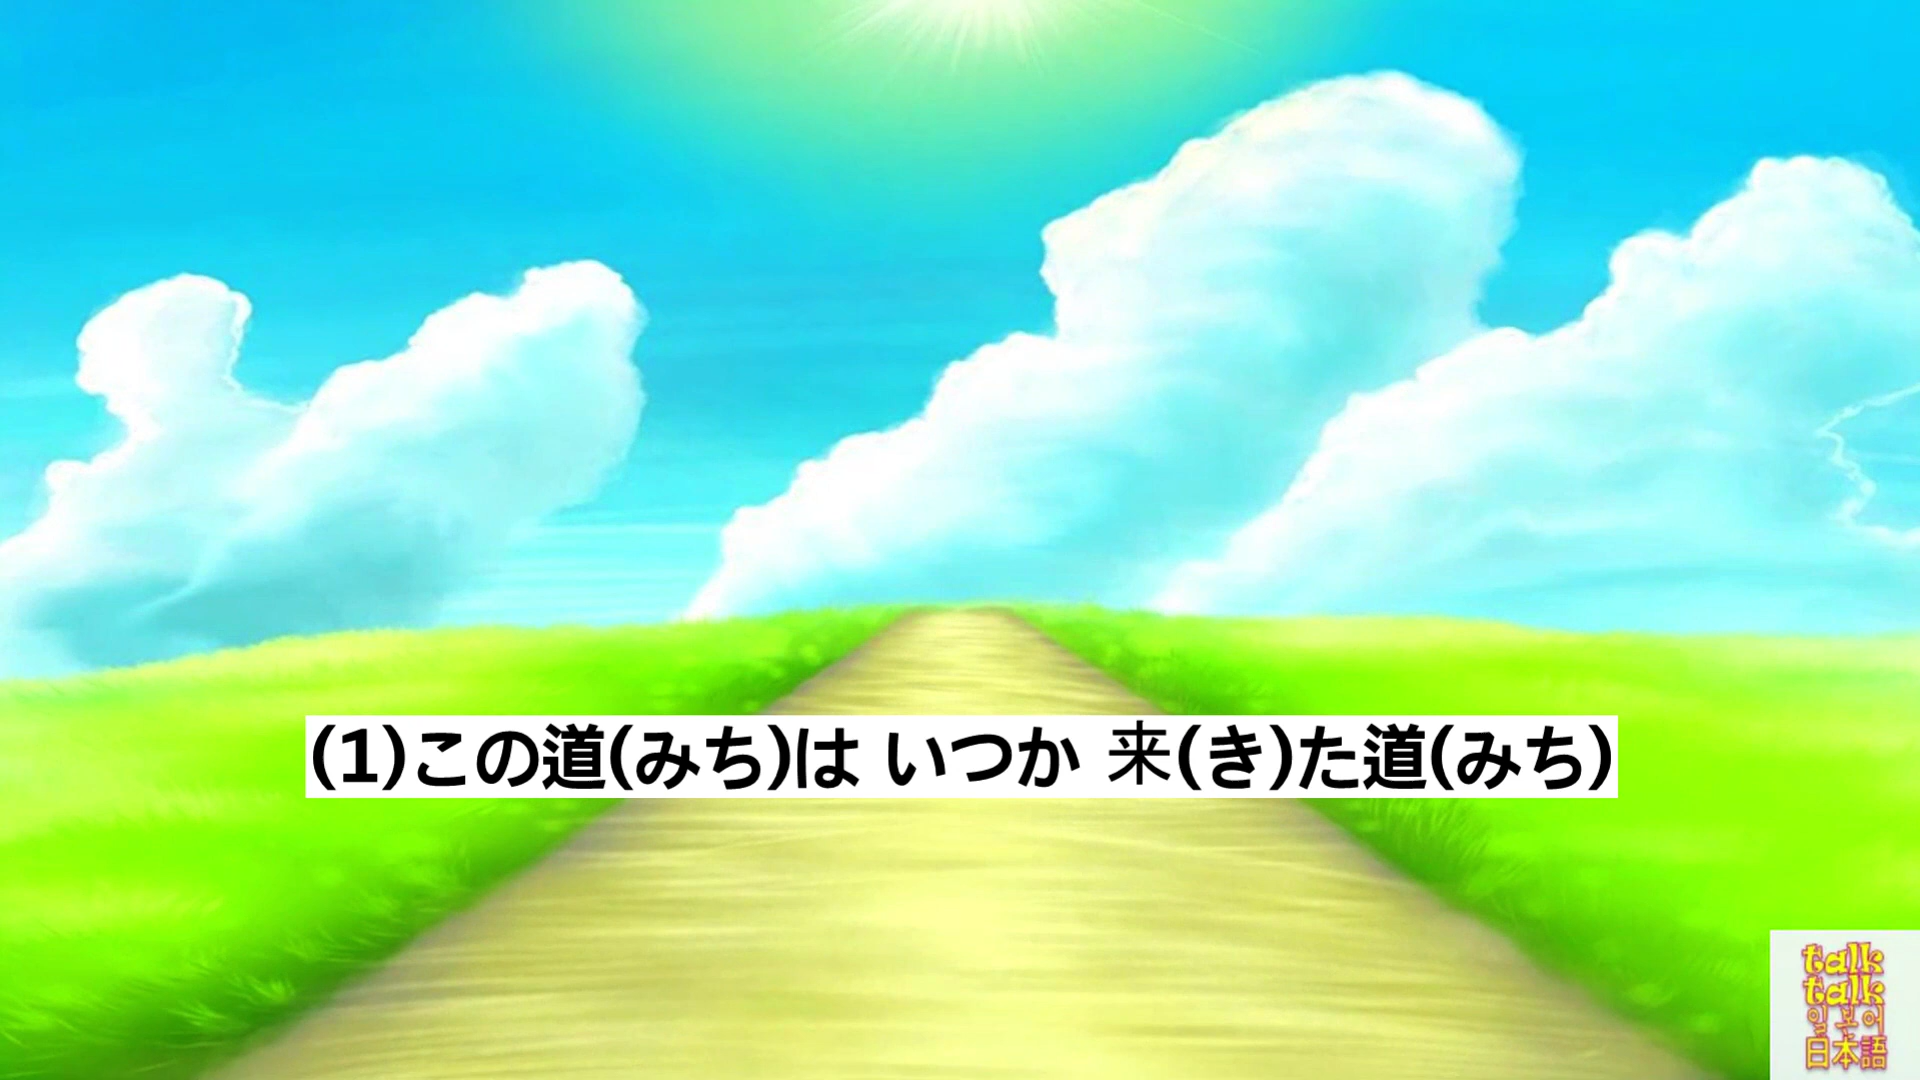 (1)この道(みち)は いつか 来(き)た道(みち)
talk
talk
일본어
日本語